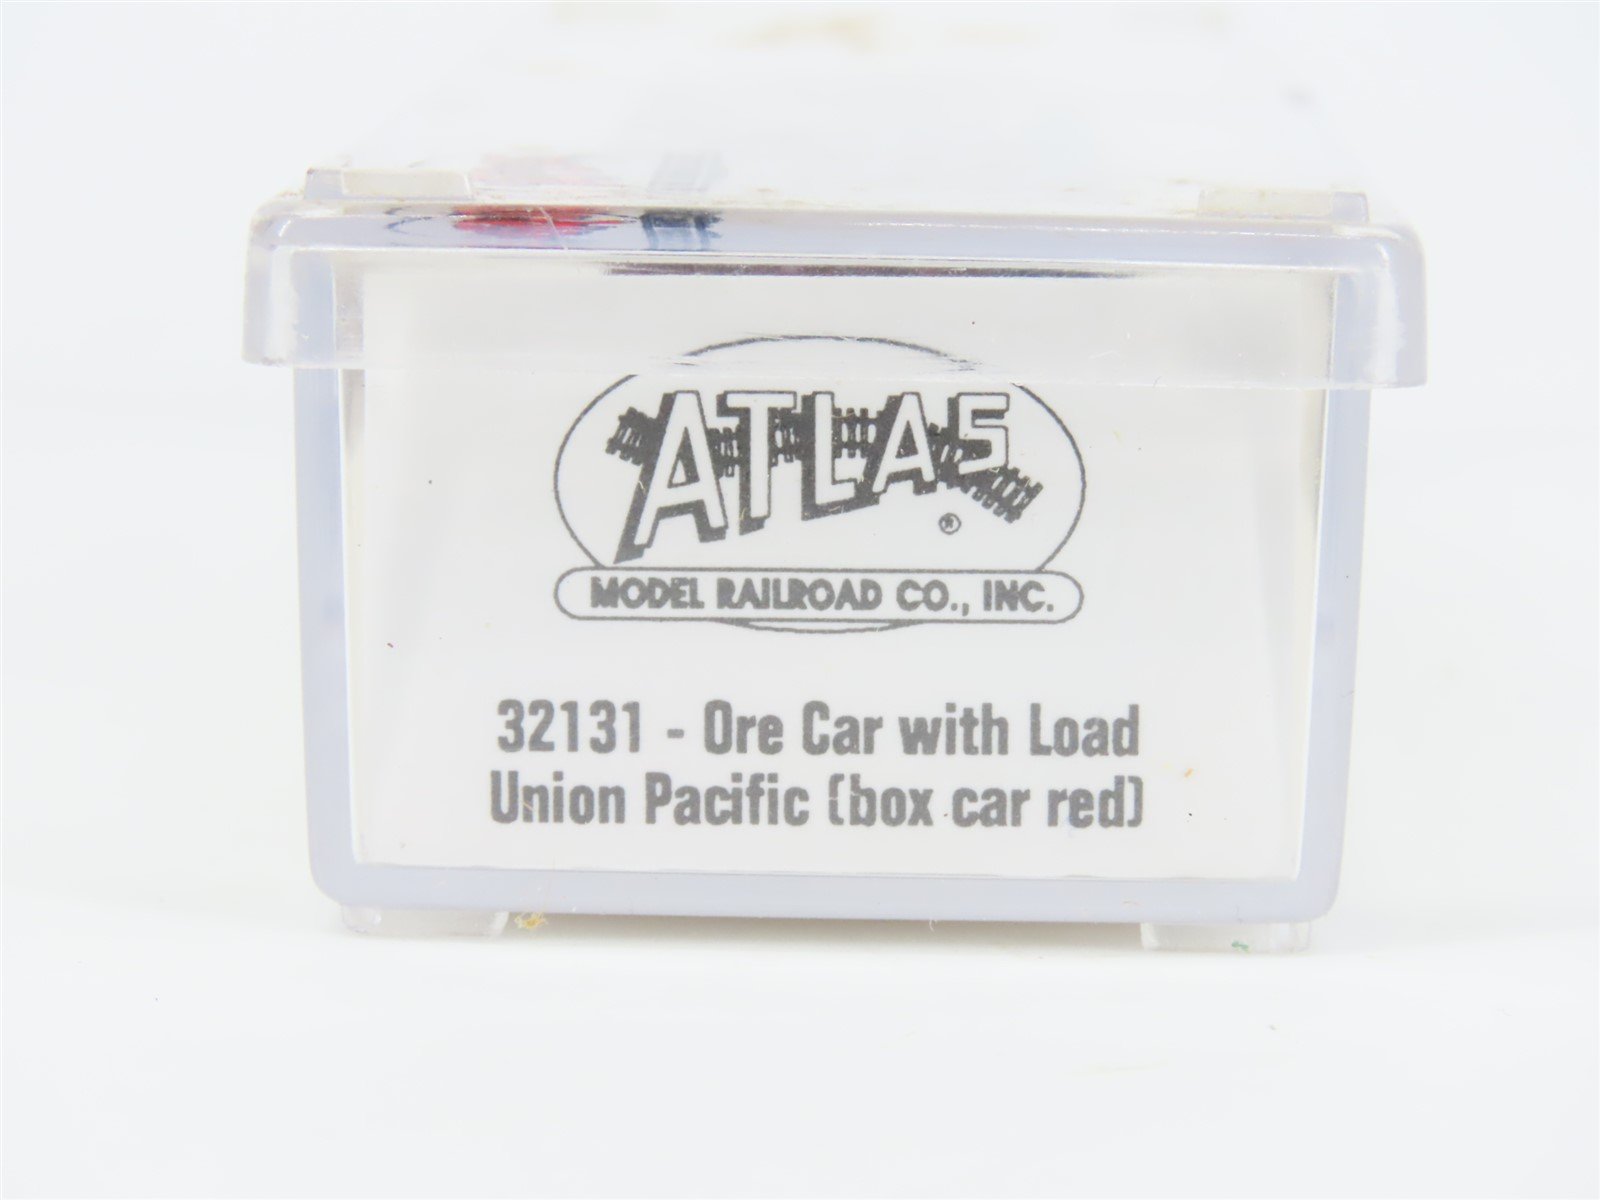 ATLAS
®
MODEL RAILROAD CO., INC.
32131 - Ore Car with Load
Union Pacific (box car red)